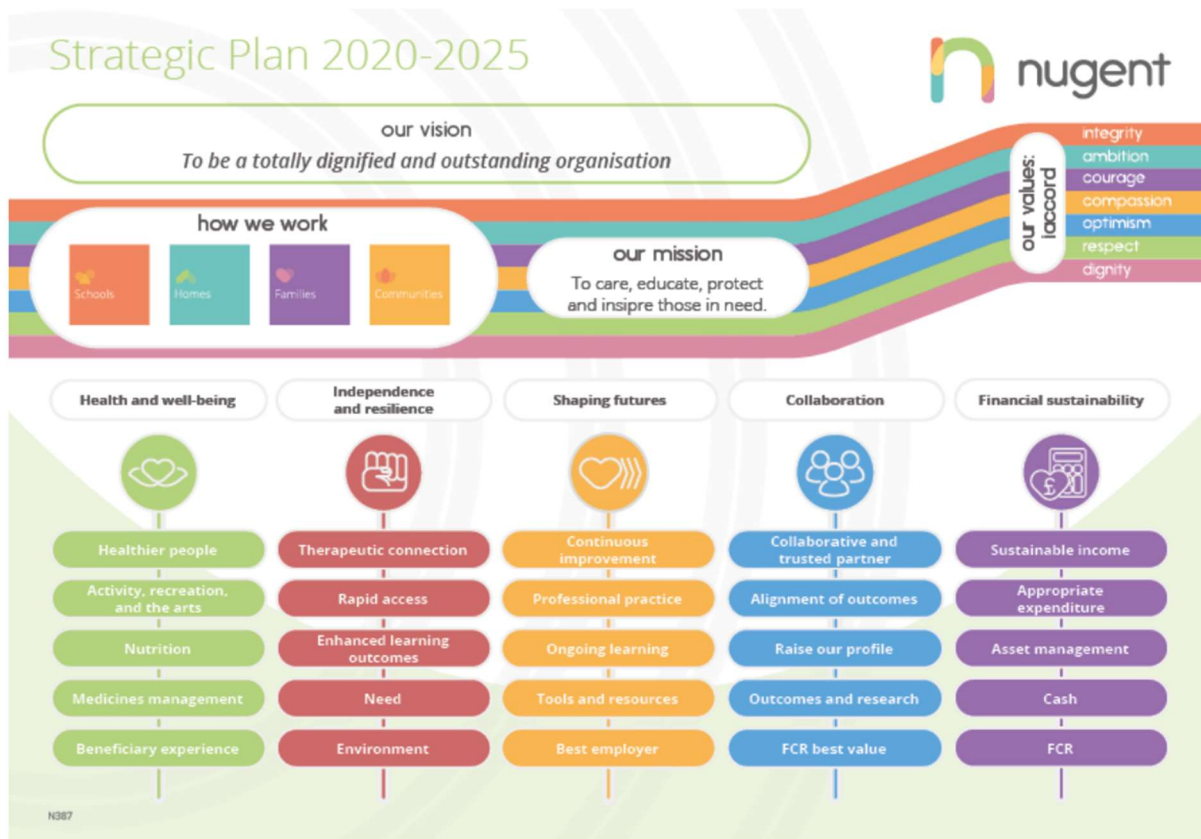 Strategic Plan 2020-2025
nugent
our vision
To be a totally dignified and outstanding organisation
our values:
iaccord
integrity
ambition
courage
compassion
optimism
respect
dignity
how we work
Schools
Homes
Families
Communities
our mission
To care, educate, protect
and insipre those in need.
Health and well-being
Healthier people
Activity, recreation,
and the arts
Nutrition
Medicines management
Beneficiary experience
Independence
and resilience
Therapeutic connection
Rapid access
Enhanced learning
outcomes
Need
Environment
Shaping futures
Continuous
improvement
Professional practice
Ongoing learning
Tools and resources
Best employer
Collaboration
Collaborative and
trusted partner
Alignment of outcomes
Raise our profile
Outcomes and research
FCR best value
Financial sustainability
£
Sustainable income
Appropriate
expenditure
Asset management
Cash
FCR
N387